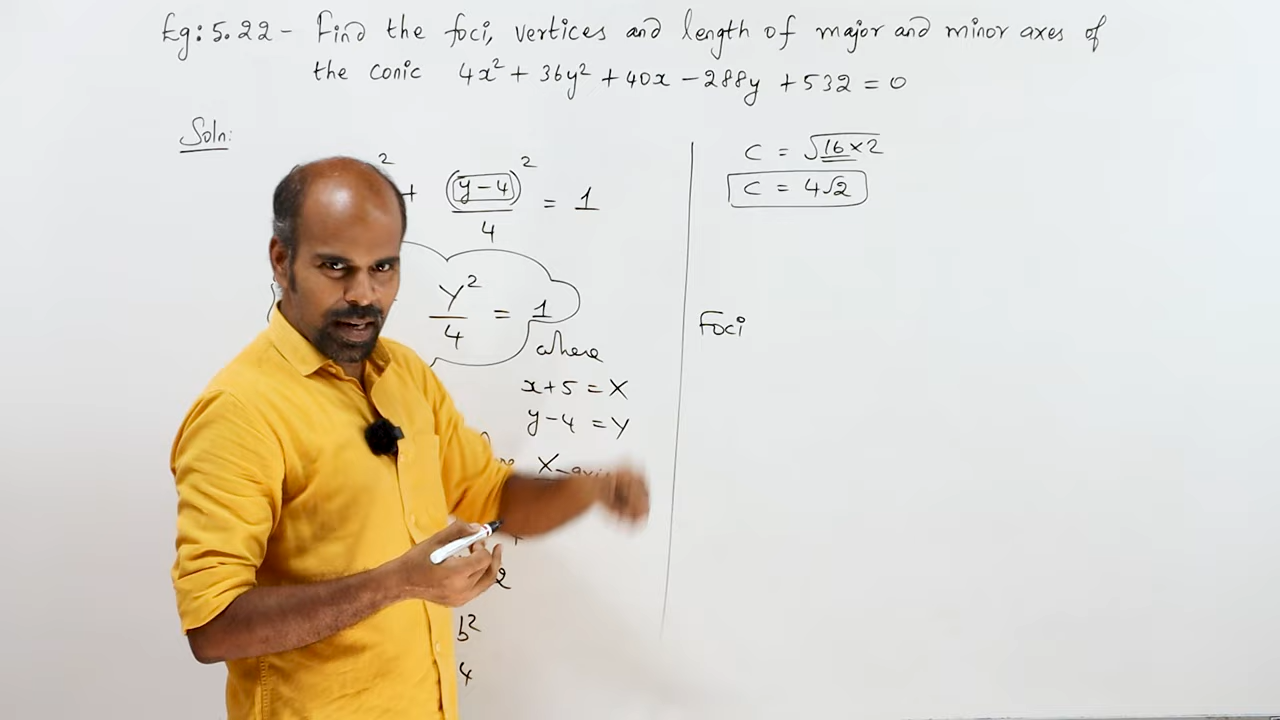 Eg: 5.22 - Find the foci, vertices and length of major and minor axes of
the conic 4x² + 36y² + 40x - 288y + 532 = 0
Soln:
² + (y-4)²/4 = 1
Y²/4 = 1
where
x+5 = X
y-4 = Y
X-axis
2
b²
4
C = √16×2
C = 4√2
Foci